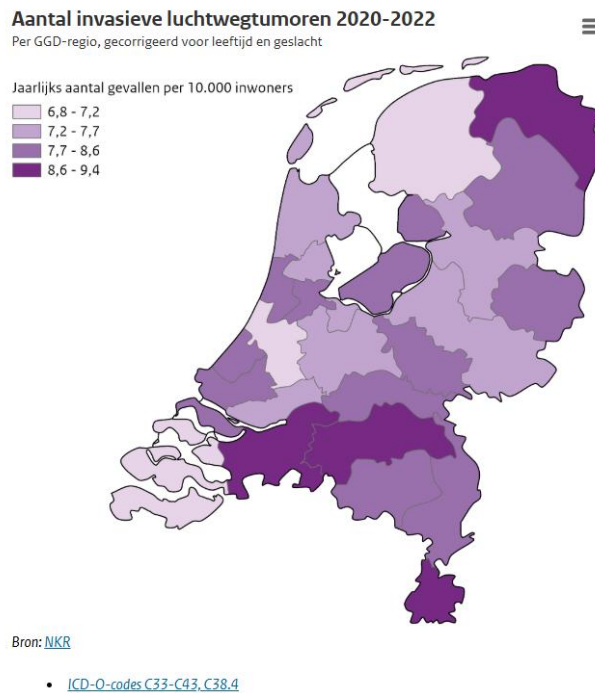 Aantal invasieve luchtwegtumoren 2020-2022
Per GGD-regio, gecorrigeerd voor leeftijd en geslacht
Jaarlijks aantal gevallen per 10.000 inwoners
6,8 - 7,2
7,2 - 7,7
7,7 - 8,6
8,6 - 9,4
Bron: NKR
• ICD-O-codes C33-C43, C38.4